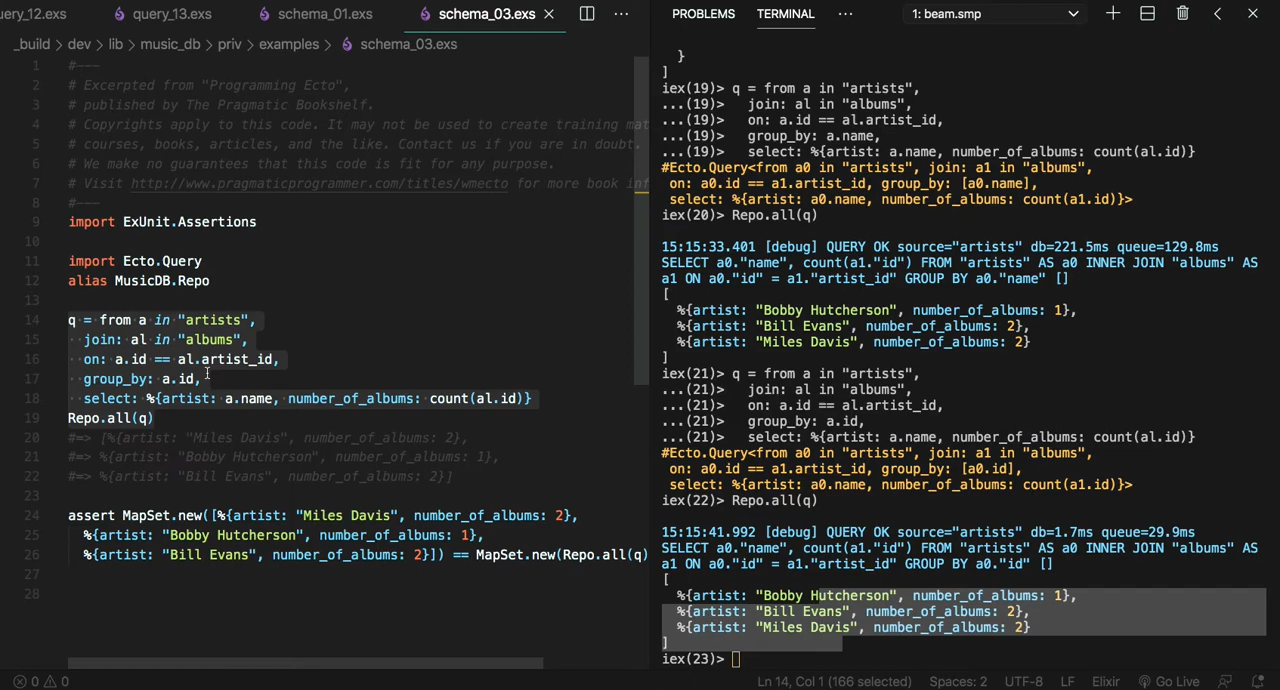 ery_12.exs query_13.exs schemas_01.exs schema_03.exs
_build > dev > lib > music_db > priv > examples > schema_03.exs
1 #---
2 # Excerpted from "Programming Ecto",
3 # published by The Pragmatic Bookshelf.
4 # Copyrights apply to this code. It may not be used to create training mat
5 # courses, books, articles, and the like. Contact us if you are in doubt.
6 # We make no guarantees that this code is fit for any purpose.
7 # Visit http://www.pragmaticprogrammer.com/titles/wmecto for more book inf
8 #---
9 import ExUnit.Assertions
10
11 import Ecto.Query
12 alias MusicDB.Repo
13
14 q = from a in "artists",
15 join: al in "albums",
16 on: a.id == al.artist_id,
17 group_by: a.id,
18 select: %{artist: a.name, number_of_albums: count(al.id)}
19 Repo.all(q)
20 #=> [%{artist: "Miles Davis", number_of_albums: 2},
21 #=> %{artist: "Bobby Hutcherson", number_of_albums: 1},
22 #=> %{artist: "Bill Evans", number_of_albums: 2}]
23
24 assert MapSet.new([%{artist: "Miles Davis", number_of_albums: 2},
25 %{artist: "Bobby Hutcherson", number_of_albums: 1},
26 %{artist: "Bill Evans", number_of_albums: 2}]) == MapSet.new(Repo.all(q)
27
28
PROBLEMS TERMINAL ··· 1: beam.smp
}
]
iex(19)> q = from a in "artists",
...(19)> join: al in "albums",
...(19)> on: a.id == al.artist_id,
...(19)> group_by: a.name,
...(19)> select: %{artist: a.name, number_of_albums: count(al.id)}
#Ecto.Query<from a0 in "artists", join: a1 in "albums",
on: a0.id == a1.artist_id, group_by: [a0.name],
select: %{artist: a0.name, number_of_albums: count(a1.id)}>
iex(20)> Repo.all(q)
15:15:33.401 [debug] QUERY OK source="artists" db=221.5ms queue=129.8ms
SELECT a0."name", count(a1."id") FROM "artists" AS a0 INNER JOIN "albums" AS
a1 ON a0."id" = a1."artist_id" GROUP BY a0."name" []
[
%{artist: "Bobby Hutcherson", number_of_albums: 1},
%{artist: "Bill Evans", number_of_albums: 2},
%{artist: "Miles Davis", number_of_albums: 2}
]
iex(21)> q = from a in "artists",
...(21)> join: al in "albums",
...(21)> on: a.id == al.artist_id,
...(21)> group_by: a.id,
...(21)> select: %{artist: a.name, number_of_albums: count(al.id)}
#Ecto.Query<from a0 in "artists", join: a1 in "albums",
on: a0.id == a1.artist_id, group_by: [a0.id],
select: %{artist: a0.name, number_of_albums: count(a1.id)}>
iex(22)> Repo.all(q)
15:15:41.992 [debug] QUERY OK source="artists" db=1.7ms queue=29.9ms
SELECT a0."name", count(a1."id") FROM "artists" AS a0 INNER JOIN "albums" AS
a1 ON a0."id" = a1."artist_id" GROUP BY a0."id" []
[
%{artist: "Bobby Hutcherson", number_of_albums: 1},
%{artist: "Bill Evans", number_of_albums: 2},
%{artist: "Miles Davis", number_of_albums: 2}
]
iex(23)>
0 0 Ln 14, Col 1 (166 selected) Spaces: 2 UTF-8 LF Elixir Go Live